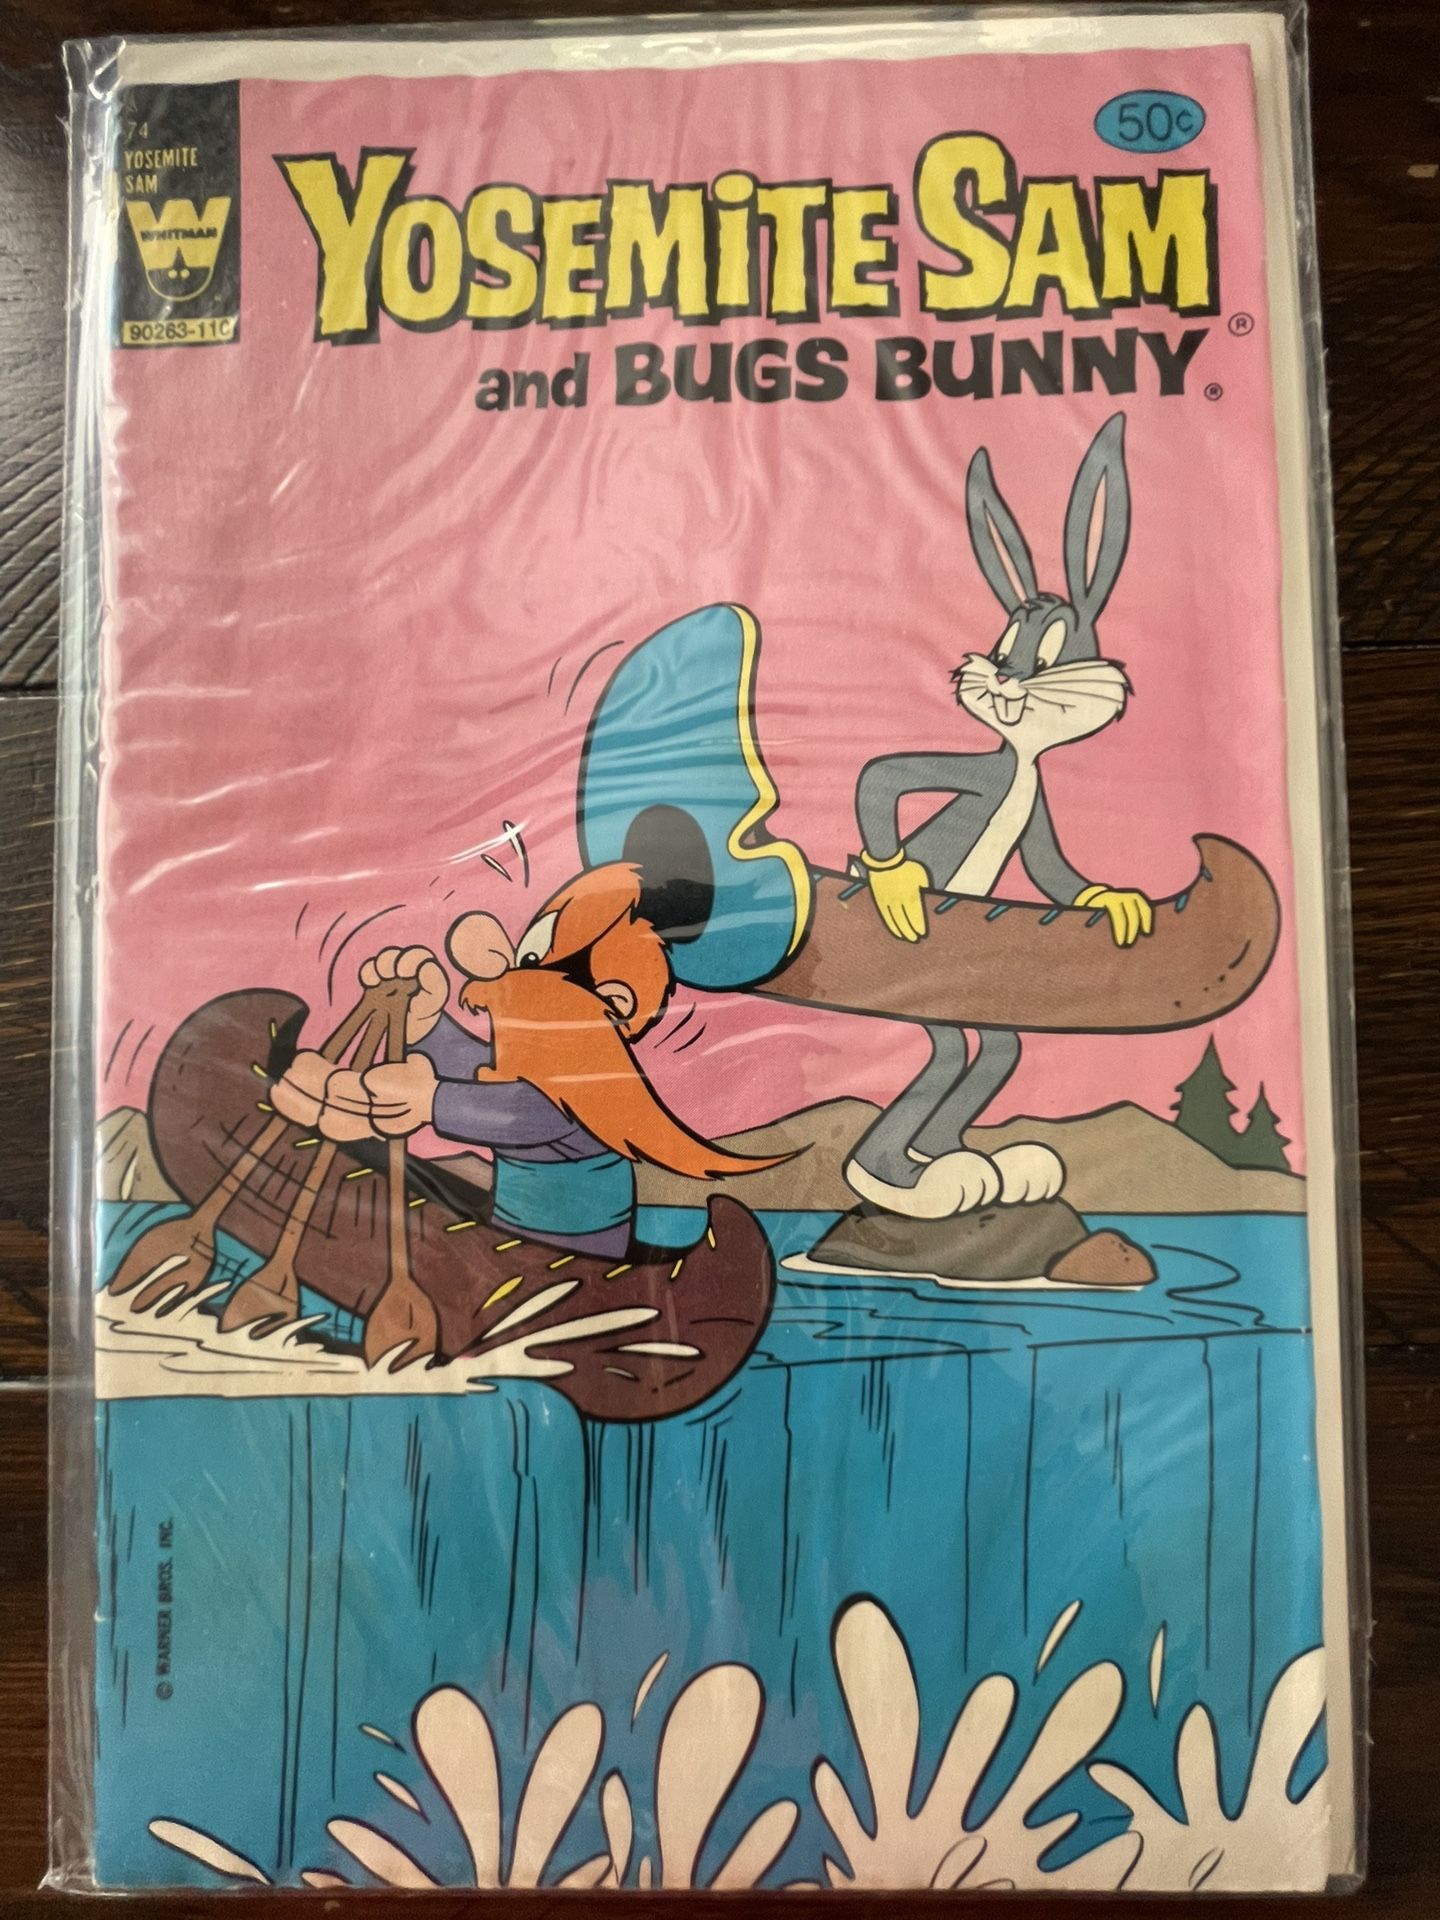 74
YOSEMITE
SAM
WHITMAN
90263-110
50¢
YOSEMiTE SAM ®
and BUGS BUNNY ®
© WARNER BROS. INC.